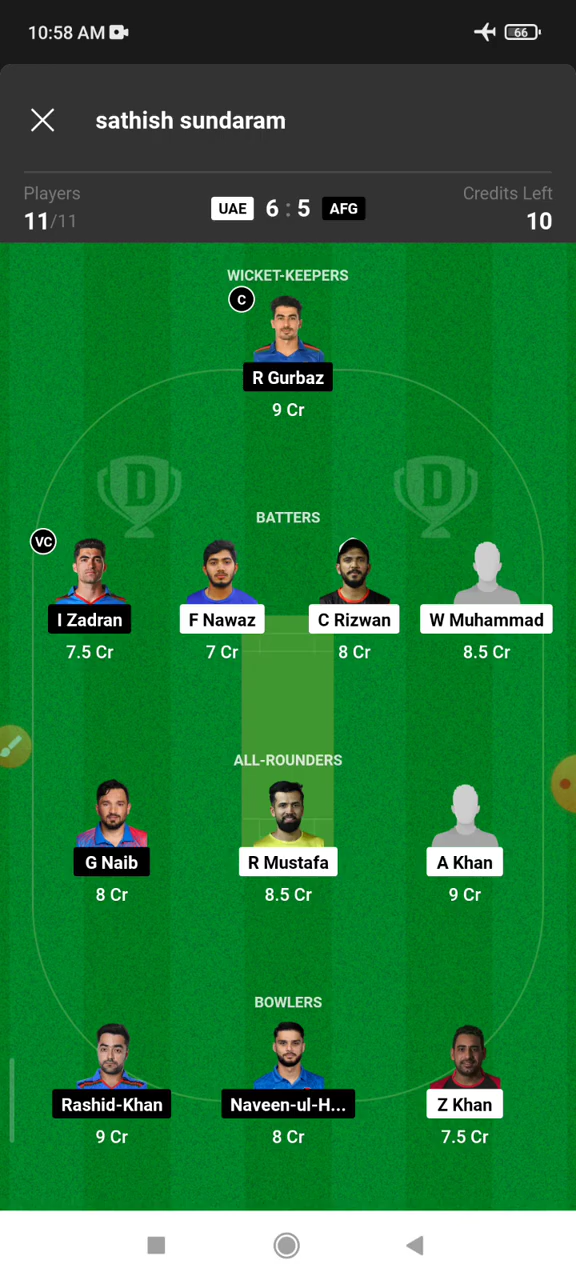 10:58 AM
66
sathish sundaram
Players
Credits Left
11/11
UAE 6 : 5 AFG
10
WICKET-KEEPERS
C
R Gurbaz
9 Cr
D D
BATTERS
VC
I Zadran F Nawaz C Rizwan W Muhammad
7.5 Cr 7 Cr 8 Cr 8.5 Cr
ALL-ROUNDERS
G Naib R Mustafa A Khan
8 Cr 8.5 Cr 9 Cr
BOWLERS
Rashid-Khan Naveen-ul-H... Z Khan
9 Cr 8 Cr 7.5 Cr